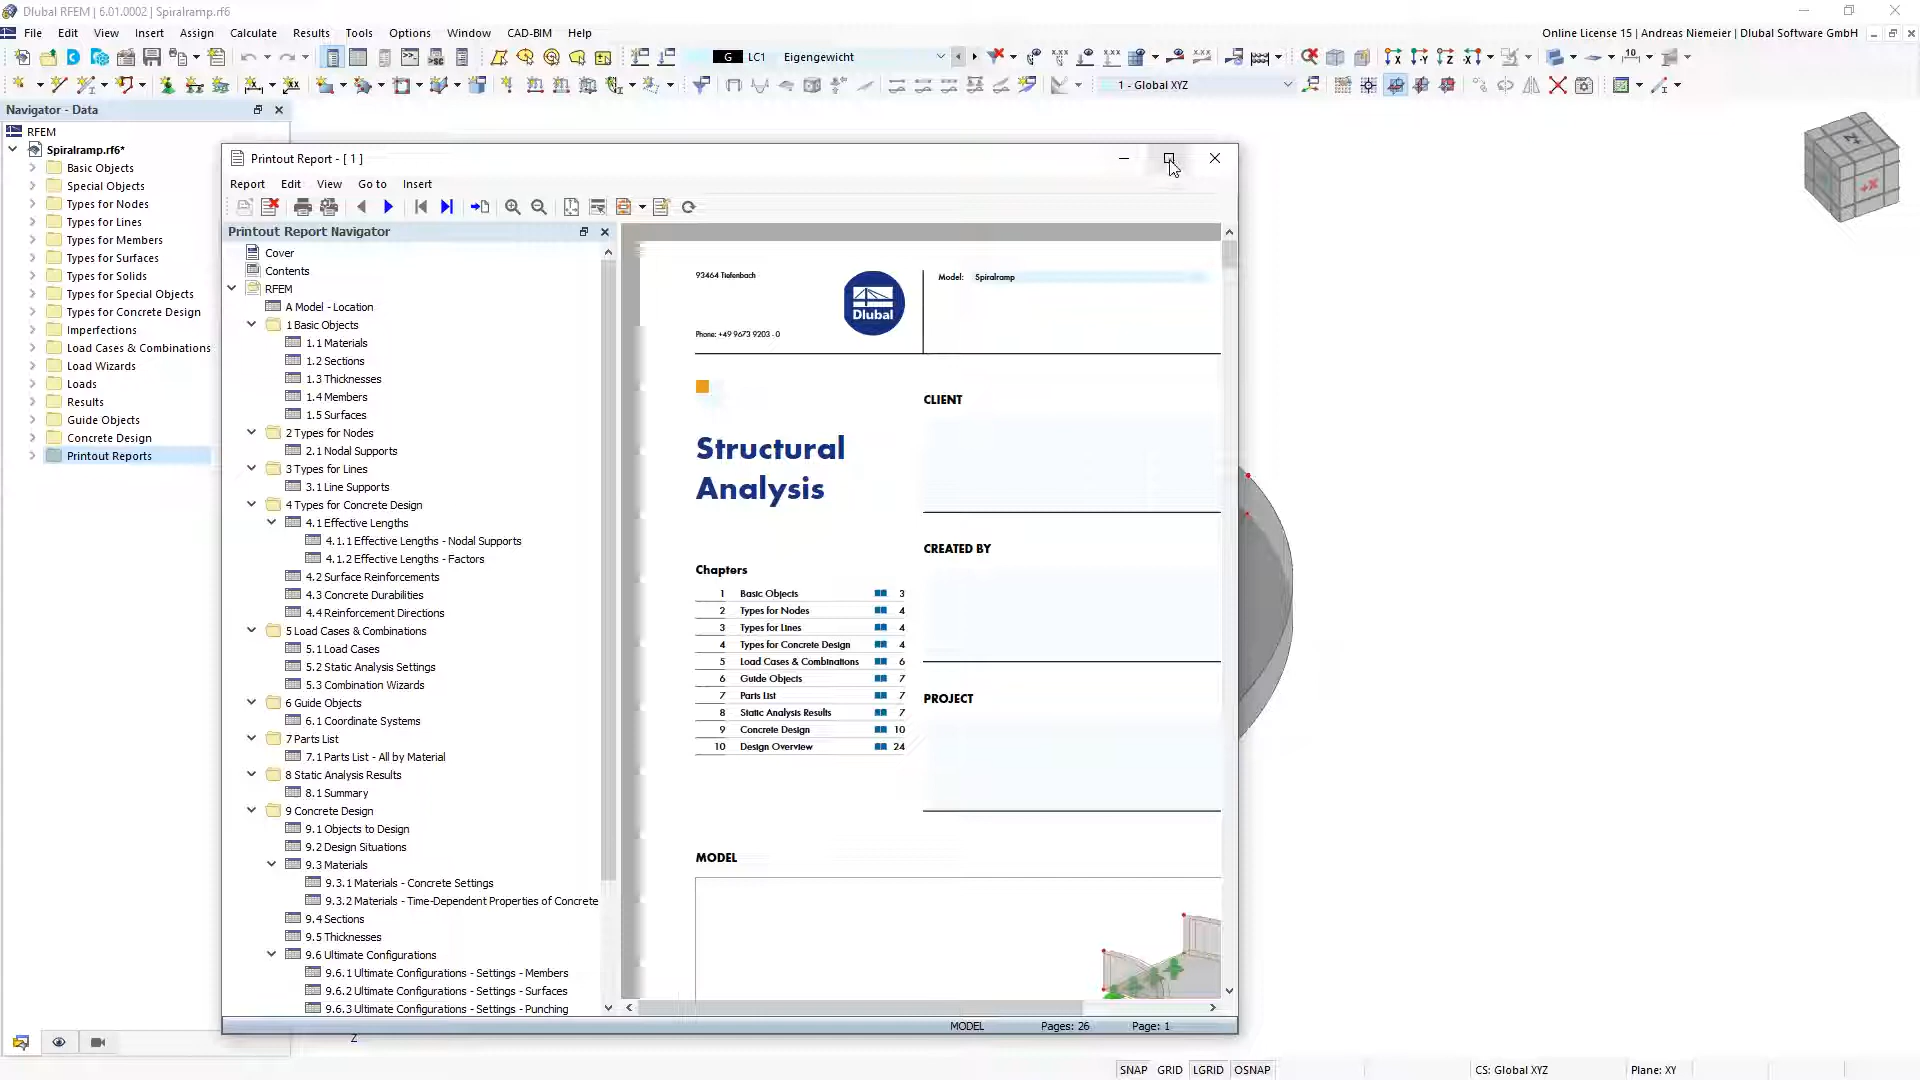 Dlubal RFEM | 6.01.0002 | Spiralramp.rf6
File Edit View Insert Assign Calculate Results Tools Options Window CAD-BIM Help
Online License 15 | Andreas Niemeier | Dlubal Software GmbH
G LC1 Eigengewicht
1 - Global XYZ
Navigator - Data
RFEM
Spiralramp.rf6*
Basic Objects
Special Objects
Types for Nodes
Types for Lines
Types for Members
Types for Surfaces
Types for Solids
Types for Special Objects
Types for Concrete Design
Imperfections
Load Cases & Combinations
Load Wizards
Loads
Results
Guide Objects
Concrete Design
Printout Reports
Printout Report - [ 1 ]
Report Edit View Go to Insert
Printout Report Navigator
Cover
Contents
RFEM
A Model - Location
1 Basic Objects
1.1 Materials
1.2 Sections
1.3 Thicknesses
1.4 Members
1.5 Surfaces
2 Types for Nodes
2.1 Nodal Supports
3 Types for Lines
3.1 Line Supports
4 Types for Concrete Design
4.1 Effective Lengths
4.1.1 Effective Lengths - Nodal Supports
4.1.2 Effective Lengths - Factors
4.2 Surface Reinforcements
4.3 Concrete Durabilities
4.4 Reinforcement Directions
5 Load Cases & Combinations
5.1 Load Cases
5.2 Static Analysis Settings
5.3 Combination Wizards
6 Guide Objects
6.1 Coordinate Systems
7 Parts List
7.1 Parts List - All by Material
8 Static Analysis Results
8.1 Summary
9 Concrete Design
9.1 Objects to Design
9.2 Design Situations
9.3 Materials
9.3.1 Materials - Concrete Settings
9.3.2 Materials - Time-Dependent Properties of Concrete
9.4 Sections
9.5 Thicknesses
9.6 Ultimate Configurations
9.6.1 Ultimate Configurations - Settings - Members
9.6.2 Ultimate Configurations - Settings - Surfaces
9.6.3 Ultimate Configurations - Settings - Punching
93464 Tiefenbach
Phone: +49 9673 9203 - 0
Dlubal
Model: Spiralramp
Structural
Analysis
CLIENT
CREATED BY
PROJECT
Chapters
1 Basic Objects 3
2 Types for Nodes 4
3 Types for Lines 4
4 Types for Concrete Design 4
5 Load Cases & Combinations 6
6 Guide Objects 7
7 Parts List 7
8 Static Analysis Results 7
9 Concrete Design 10
10 Design Overview 24
MODEL
MODEL Pages: 26 Page: 1
Z
+X
SNAP GRID LGRID OSNAP CS: Global XYZ Plane: XY